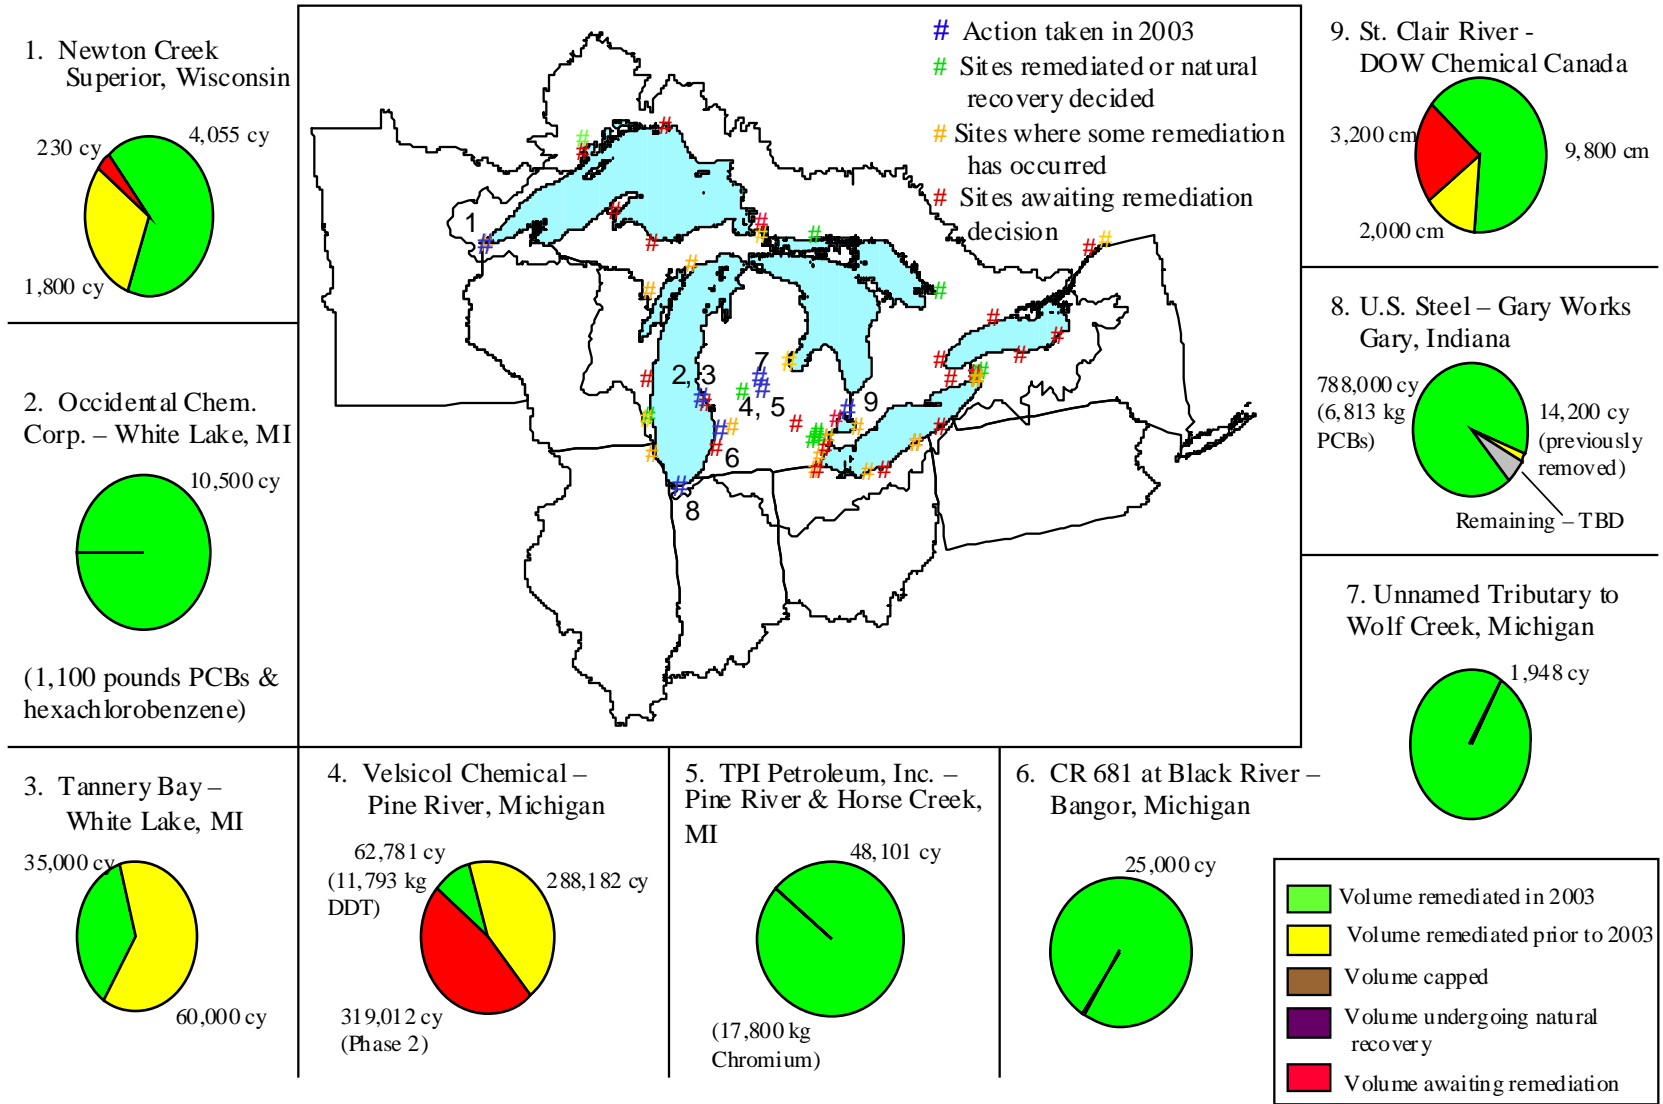 1. Newton Creek
Superior, Wisconsin
230 cy
4,055 cy
1,800 cy
2. Occidental Chem.
Corp. – White Lake, MI
10,500 cy
(1,100 pounds PCBs &
hexachlorobenzene)
3. Tannery Bay –
White Lake, MI
35,000 cy
60,000 cy
# Action taken in 2003
# Sites remediated or natural
recovery decided
# Sites where some remediation
has occurred
# Sites awaiting remediation
decision
1
2, 3
7
4, 5
9
6
8
4. Velsicol Chemical –
Pine River, Michigan
62,781 cy
(11,793 kg
DDT)
288,182 cy
319,012 cy
(Phase 2)
5. TPI Petroleum, Inc. –
Pine River & Horse Creek,
MI
48,101 cy
(17,800 kg
Chromium)
6. CR 681 at Black River –
Bangor, Michigan
25,000 cy
9. St. Clair River -
DOW Chemical Canada
3,200 cm
9,800 cm
2,000 cm
8. U.S. Steel – Gary Works
Gary, Indiana
788,000 cy
(6,813 kg
PCBs)
14,200 cy
(previously
removed)
Remaining – TBD
7. Unnamed Tributary to
Wolf Creek, Michigan
1,948 cy
Volume remediated in 2003
Volume remediated prior to 2003
Volume capped
Volume undergoing natural
recovery
Volume awaiting remediation